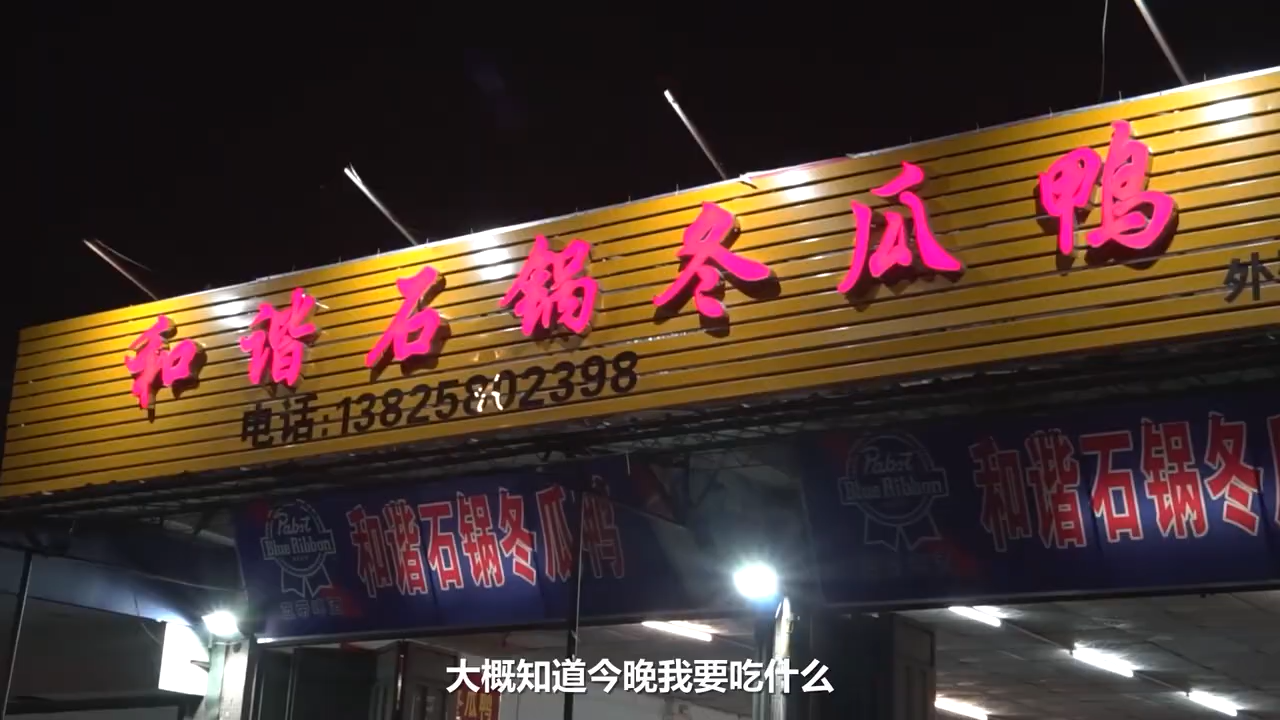 和谐石锅冬瓜鸭
电话:13825802398
外
Pabst
Blue Ribbon
和谐石锅冬瓜鸭
Pabst
Blue Ribbon
和谐石锅冬
大概知道今晚我要吃什么